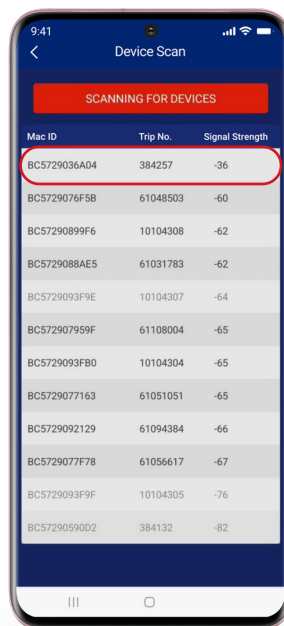 9:41
Device Scan
SCANNING FOR DEVICES
Mac ID Trip No. Signal Strength
BC5729036A04 384257 -36
BC5729076F5B 61048503 -60
BC57290899F6 10104308 -62
BC5729088AE5 61031783 -62
BC5729093F9E 10104307 -64
BC572907959F 61108004 -65
BC5729093FB0 10104304 -65
BC5729077163 61051051 -65
BC5729092129 61094384 -66
BC5729077F78 61056617 -67
BC5729093F9F 10104305 -76
BC57290590D2 384132 -82